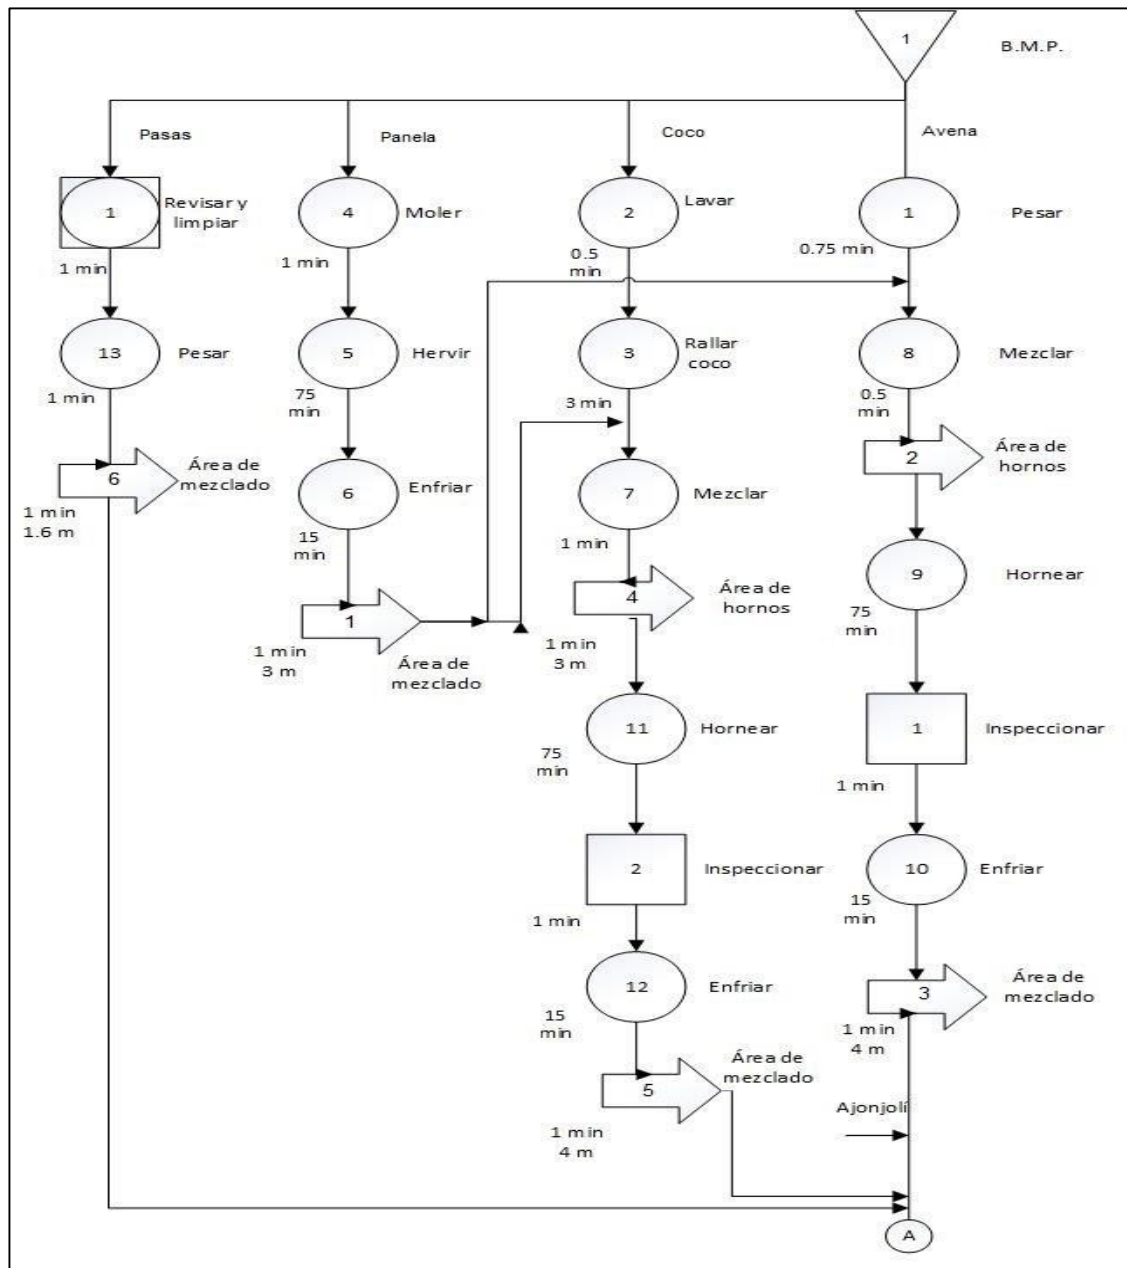 1
B.M.P.
Pasas
Panela
Coco
Avena
1
Revisar y
limpiar
1 min
4
Moler
1 min
2
Lavar
0.5
min
1
Pesar
0.75 min
13
Pesar
1 min
5
Hervir
75
min
3
Rallar
coco
3 min
8
Mezclar
0.5
min
6
Área de
mezclado
1 min
1.6 m
6
Enfriar
15
min
7
Mezclar
1 min
2
Área de
hornos
1
1 min
3 m
Área de
mezclado
4
Área de
hornos
1 min
3 m
9
Hornear
75
min
11
Hornear
75
min
1
Inspeccionar
1 min
2
Inspeccionar
1 min
10
Enfriar
15
min
12
Enfriar
15
min
3
Área de
mezclado
1 min
4 m
5
Área de
mezclado
1 min
4 m
Ajonjolí
A